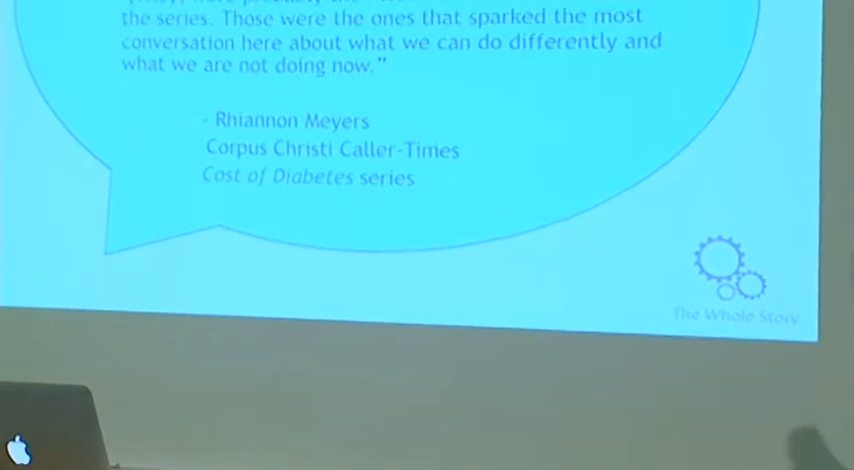 the series. Those were the ones that sparked the most
conversation here about what we can do differently and
what we are not doing now.”
- Rhiannon Meyers
Corpus Christi Caller-Times
Cost of Diabetes series
The Whole Story